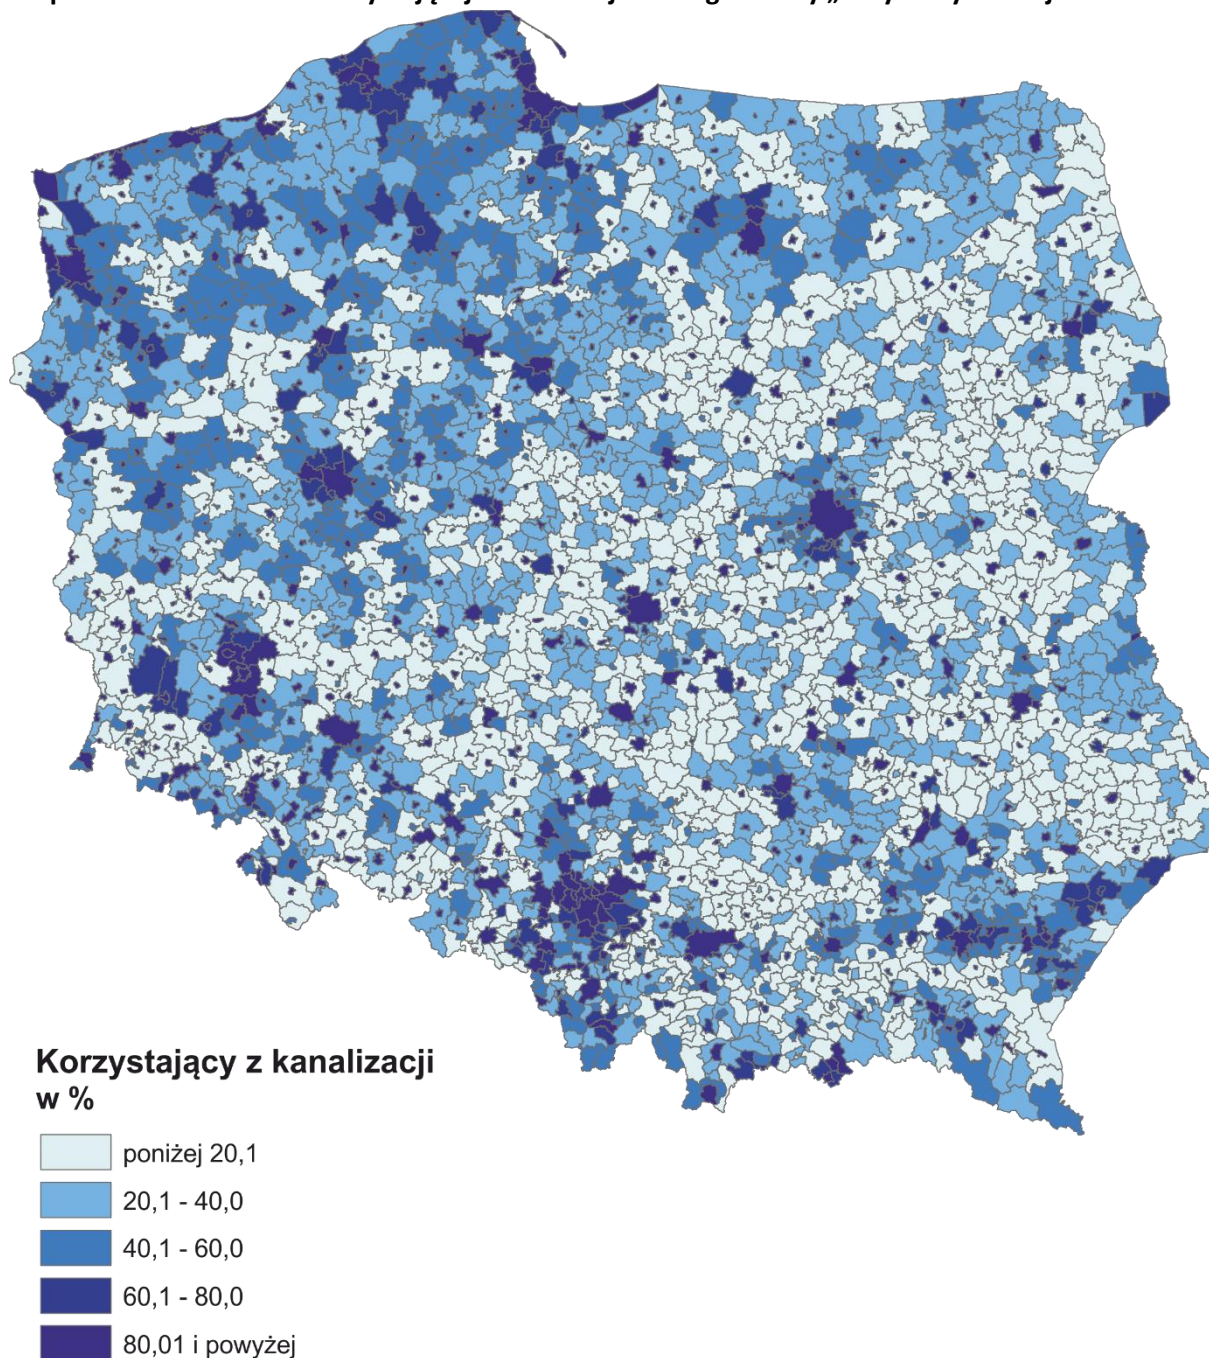 Korzystający z kanalizacji
w %
poniżej 20,1
20,1 - 40,0
40,1 - 60,0
60,1 - 80,0
80,01 i powyżej